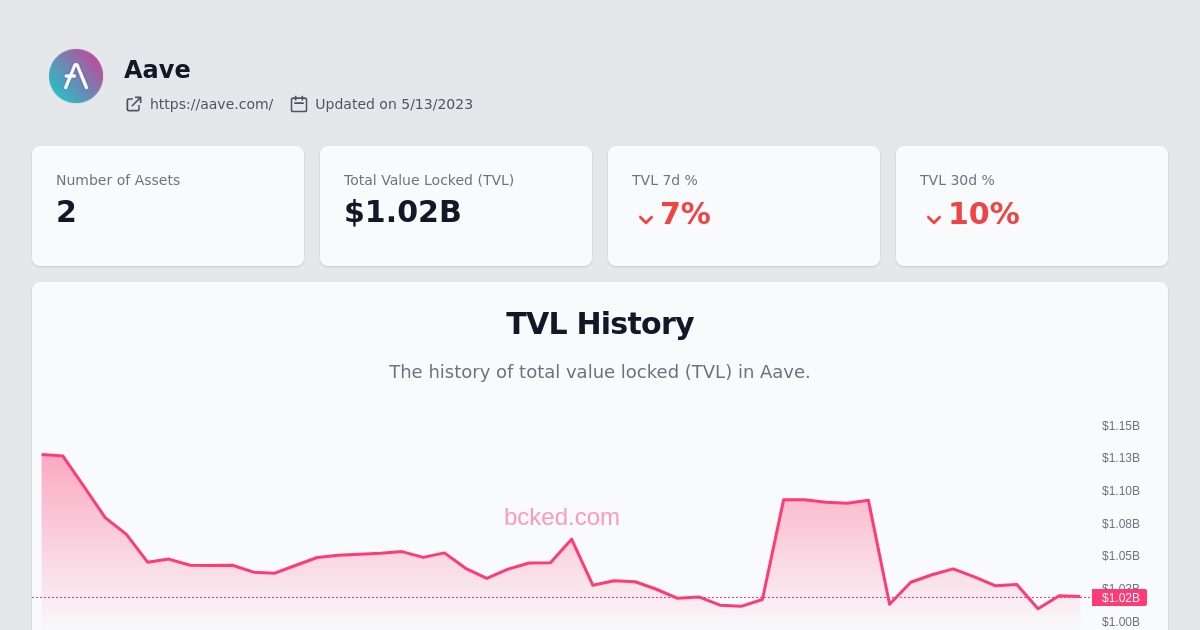 Aave
https://aave.com/ Updated on 5/13/2023
Number of Assets
2
Total Value Locked (TVL)
$1.02B
TVL 7d %
7%
TVL 30d %
10%
TVL History
The history of total value locked (TVL) in Aave.
$1.15B
$1.13B
$1.10B
bcked.com
$1.08B
$1.05B
$1.03B
$1.02B
$1.00B